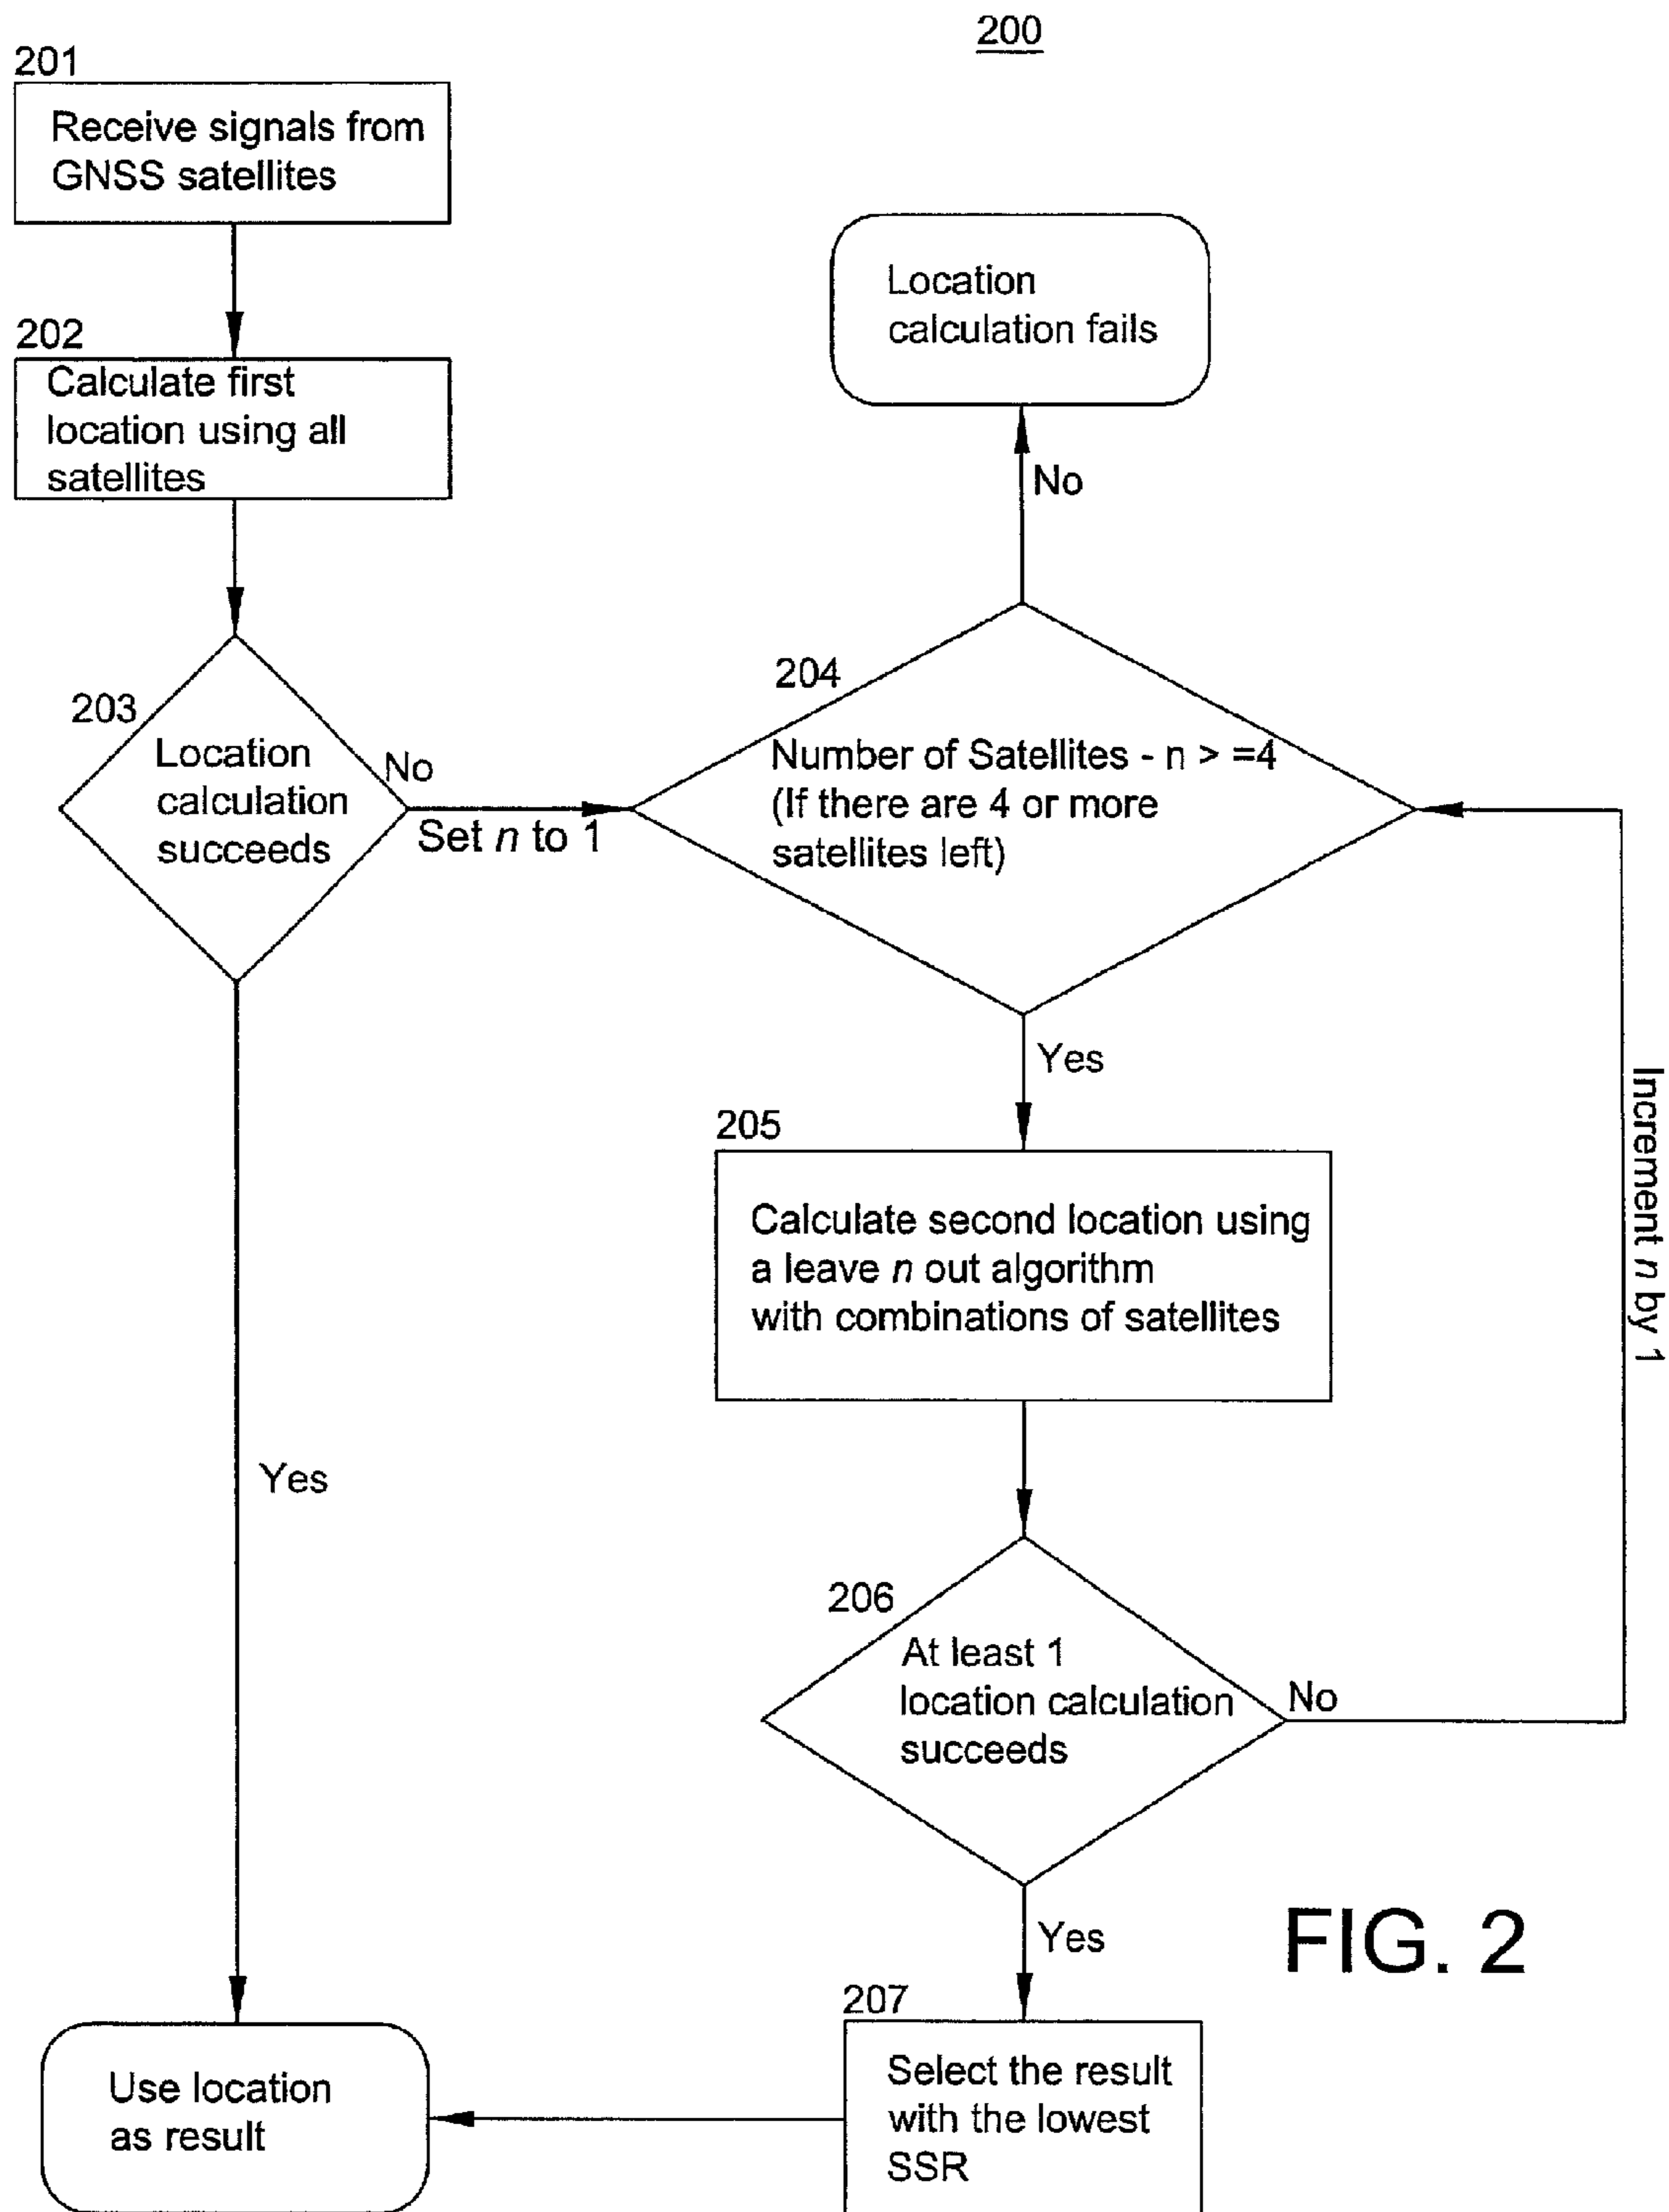 200
201
Receive signals from
GNSS satellites
202
Calculate first
location using all
satellites
203
Location
calculation
succeeds
No
Set n to 1
Yes
Location
calculation fails
No
204
Number of Satellites - n > =4
(If there are 4 or more
satellites left)
Yes
205
Calculate second location using
a leave n out algorithm
with combinations of satellites
206
At least 1
location calculation
succeeds
No
Increment n by 1
Yes
207
Select the result
with the lowest
SSR
Use location
as result
FIG. 2